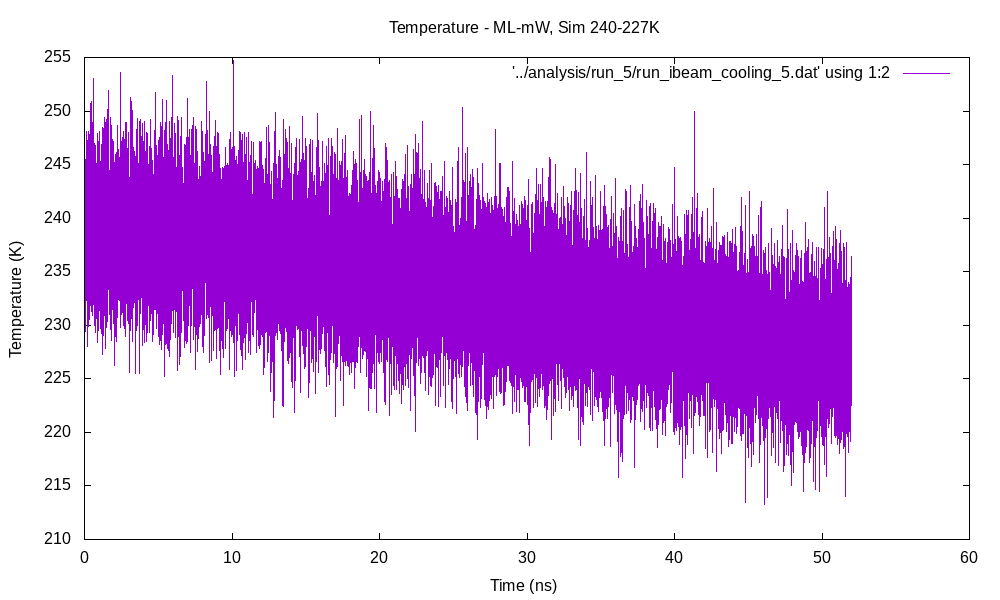 Temperature - ML-mW, Sim 240-227K
'../analysis/run_5/run_ibeam_cooling_5.dat' using 1:2
255
250
245
240
235
230
225
220
215
210
Temperature (K)
0 10 20 30 40 50 60
Time (ns)